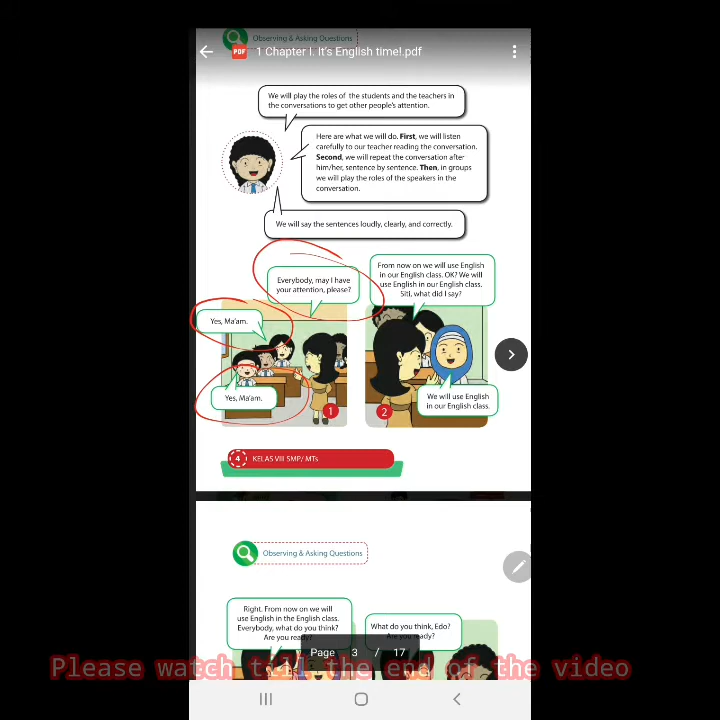 Observing & Asking Questions
1 Chapter I. It's English time!.pdf
PDF
We will play the roles of the students and the teachers in
the conversations to get other people's attention.
Here are what we will do. First, we will listen
carefully to our teacher reading the conversation.
Second, we will repeat the conversation after
him/her, sentence by sentence. Then, in groups
we will play the roles of the speakers in the
conversation.
We will say the sentences loudly, clearly, and correctly.
Everybody, may I have
your attention, please?
Yes, Ma'am.
Yes, Ma'am.
1
From now on we will use English
in our English class. OK? We will
use English in our English class.
Siti, what did I say?
We will use English
in our English class.
2
4 KELAS VIII SMP/ MTs
Observing & Asking Questions
Right. From now on we will
use English in the English class.
Everybody, what do you think?
Are you ready?
What do you think, Edo?
Are you ready?
Page 3 / 17
Please watch till the end of the video